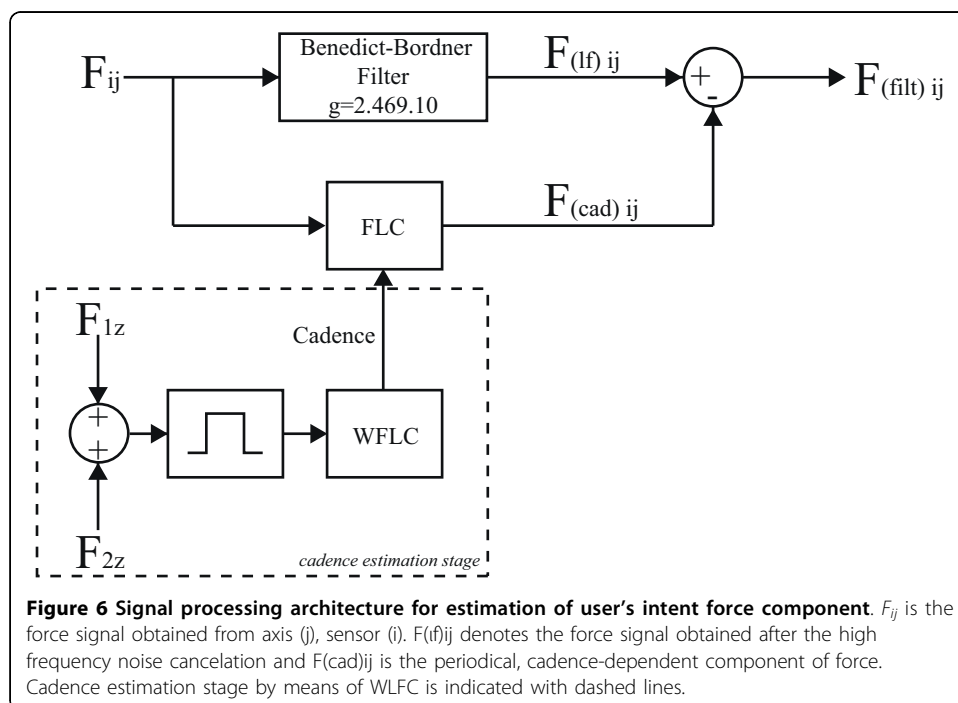 F ij
Benedict-Bordner
Filter
g=2.469.10
F(lf) ij
+
-
F(filt) ij
FLC
F(cad) ij
Cadence
F1z
+
+
WFLC
F2z
cadence estimation stage
Figure 6 Signal processing architecture for estimation of user's intent force component. Fij is the
force signal obtained from axis (j), sensor (i). F(ιf)ij denotes the force signal obtained after the high
frequency noise cancelation and F(cad)ij is the periodical, cadence-dependent component of force.
Cadence estimation stage by means of WLFC is indicated with dashed lines.